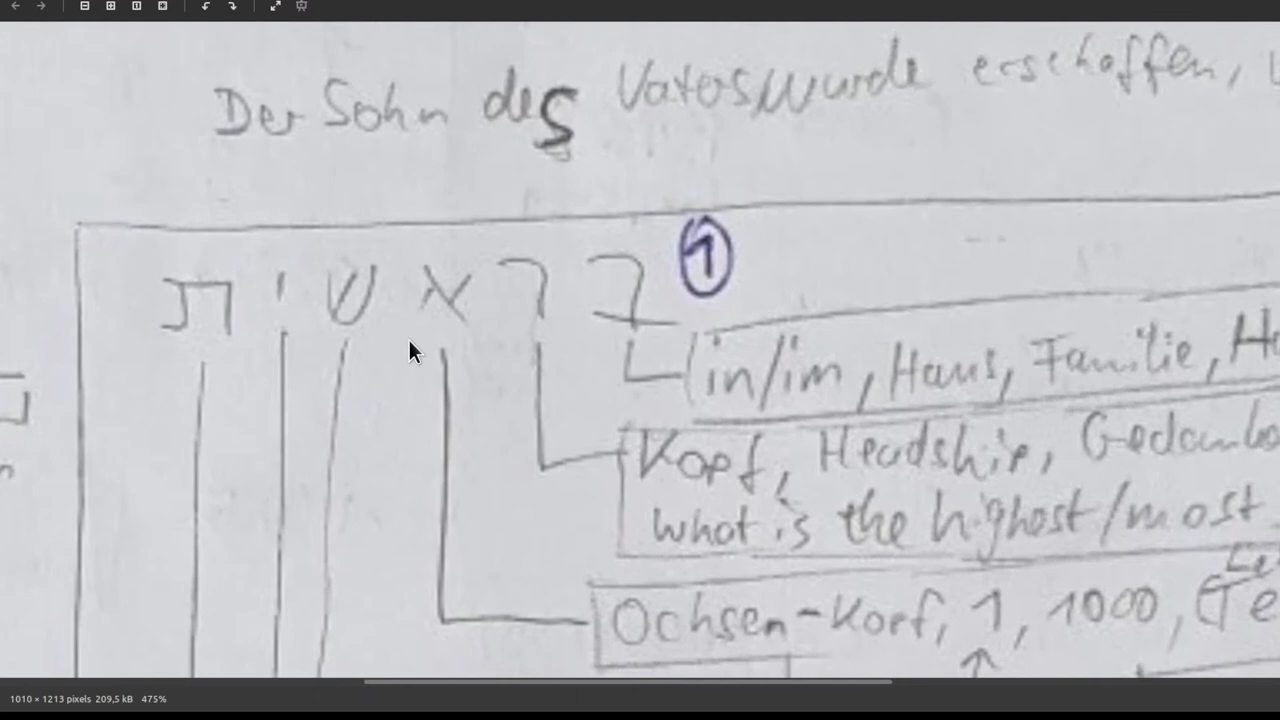 Der Sohn des Vaters wurde erschaffen,
בראשית
1
in/im, Haus, Familie,
Kopf, Headship,
what is the highest/most
Ochsen-Kopf, 1, 1000,
1010 × 1213 pixels 209,5 kB 475%